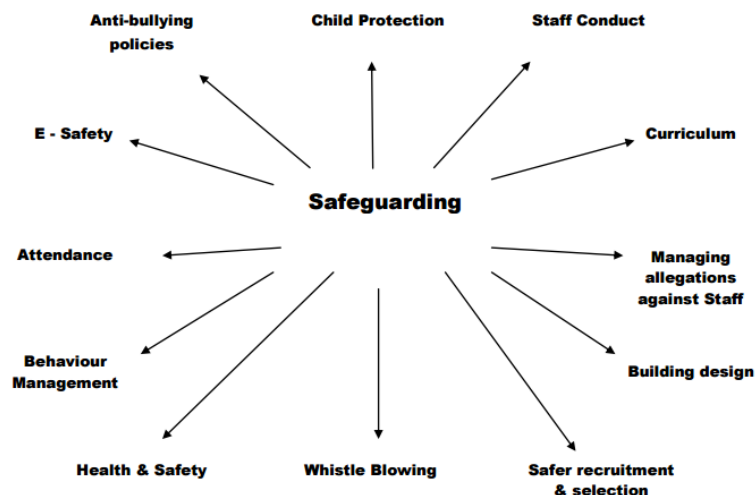 Anti-bullying
policies
Child Protection
Staff Conduct
E - Safety
Curriculum
Safeguarding
Attendance
Managing
allegations
against Staff
Behaviour
Management
Building design
Health & Safety
Whistle Blowing
Safer recruitment
& selection